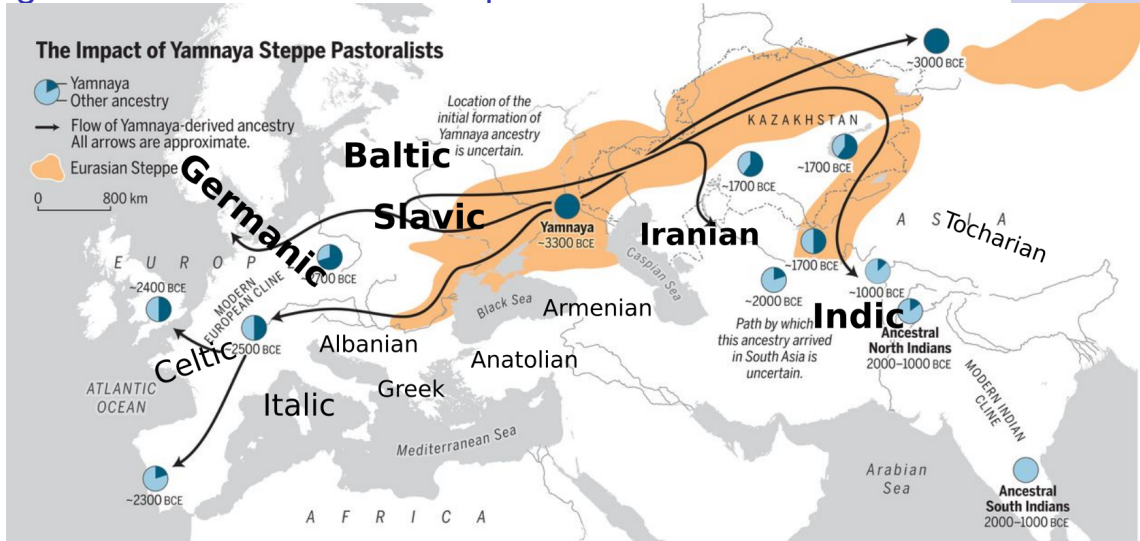 The Impact of Yamnaya Steppe Pastoralists
Yamnaya
Other ancestry
Flow of Yamnaya-derived ancestry
All arrows are approximate.
Eurasian Steppe
0
800 km
Location of the
initial formation of
Yamnaya ancestry
is uncertain.
~3000 BCE
KAZAKHSTAN
~1700 BCE
~1700 BCE
Baltic
Germanic
Slavic
Yamnaya
~3300 BCE
Iranian
Caspian Sea
ASIA
Tocharian
EUROP
MODERN
EUROPEAN CLINE
~2400 BCE
~1700 BCE
~2000 BCE
~1000 BCE
Black Sea
Armenian
Indic
Path by which
this ancestry arrived
in South Asia is
uncertain.
Ancestral
North Indians
2000–1000 BCE
Celtic
2500 BCE
Albanian
Anatolian
Greek
Italic
ATLANTIC
OCEAN
Mediterranean Sea
MODERN INDIAN
CLINE
~2300 BCE
AFRICA
Arabian
Sea
Ancestral
South Indians
2000–1000 BCE